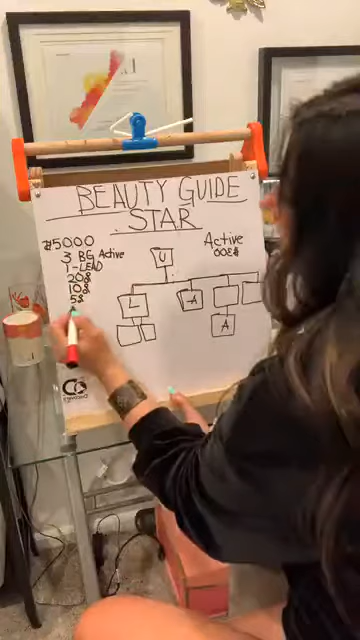 BEAUTY GUIDE
STAR
5000
3 BG Active
1-LEAD
20%
10%
5%
Active
U
L
A
A